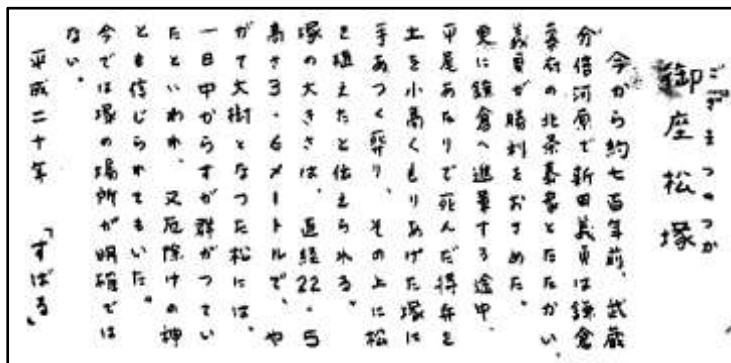 ござまつのつか
御座松塚
今から約七百年前、武蔵
分倍河原で新田義貞は鎌倉
幕府の北条泰家とたたかい、
義貞が勝利をおさめた。
更に鎌倉へ進軍する途中、
平尾あたりで死んだ将兵を
土を小高くもりあげた塚に
手あつく葬り、その上に松
を植えたと伝えられる。
塚の大きさは、直経22.5
高さ3.6メートルで、や
がて大樹となった松には、
一日中からすが群がってい
たといわれ、又厄除けの神
とも信じられてもいた。
今では塚の場所が明確では
ない。
平成二十年 「すばる」